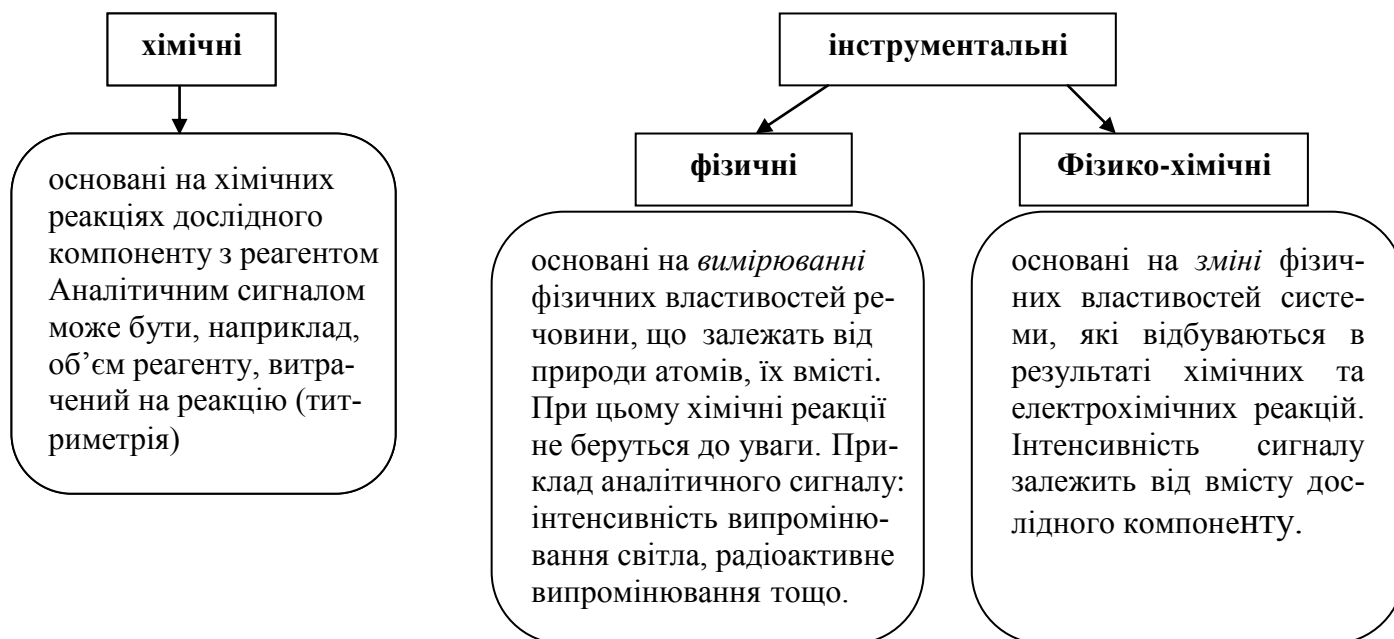 хімічні
основані на хімічних
реакціях дослідного
компоненту з реагентом
Аналітичним сигналом
може бути, наприклад,
об’єм реагенту, витра-
чений на реакцію (тит-
риметрія)
інструментальні
фізичні
основані на вимірюванні
фізичних властивостей ре-
човини, що залежать від
природи атомів, їх вмісті.
При цьому хімічні реакції
не беруться до уваги. При-
клад аналітичного сигналу:
інтенсивність випроміню-
вання світла, радіоактивне
випромінювання тощо.
Фізико-хімічні
основані на зміні фізич-
них властивостей систе-
ми, які відбуваються в
результаті хімічних та
електрохімічних реакцій.
Інтенсивність сигналу
залежить від вмісту дос-
лідного компоненту.